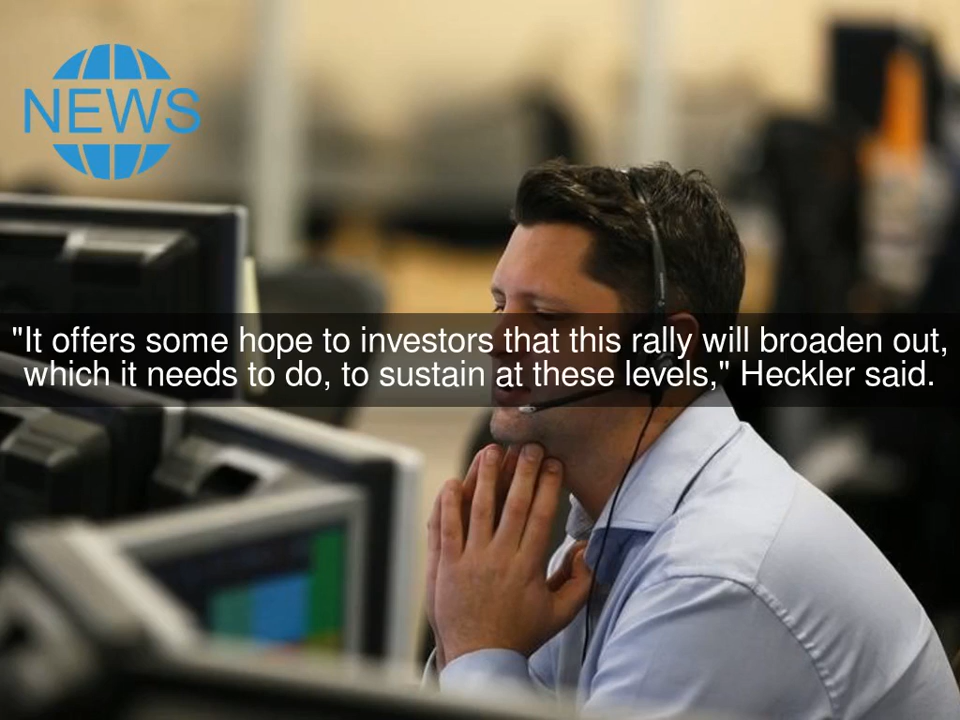 NEWS
"It offers some hope to investors that this rally will broaden out,
which it needs to do, to sustain at these levels," Heckler said.